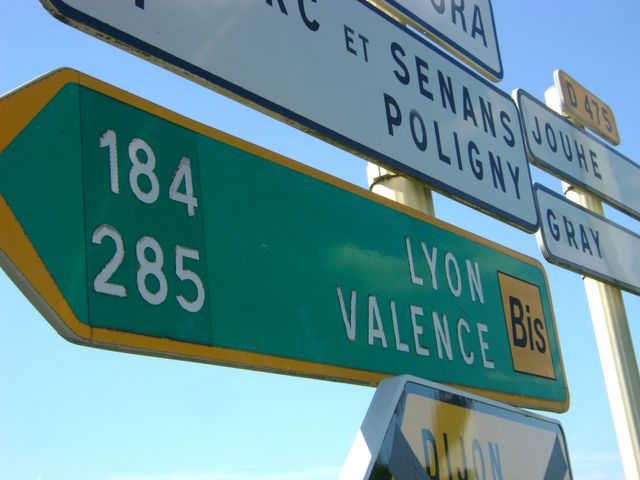 ET SENANS
POLIGNY
D 475
JOUHE
GRAY
184 LYON
285 VALENCE
Bis
DIJON